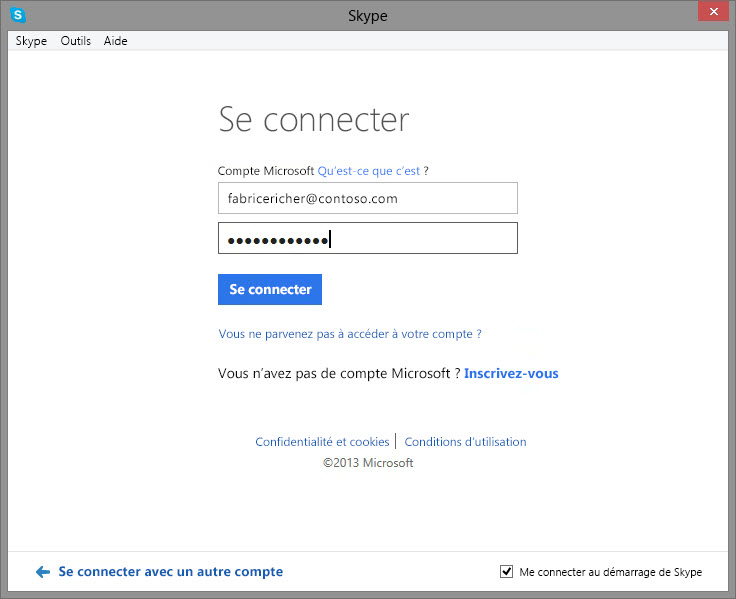 Skype
Skype Outils Aide
Se connecter
Compte Microsoft Qu'est-ce que c'est ?
fabricericher@contoso.com
●●●●●●●●●●●●
Se connecter
Vous ne parvenez pas à accéder à votre compte ?
Vous n'avez pas de compte Microsoft ? Inscrivez-vous
Confidentialité et cookies | Conditions d'utilisation
©2013 Microsoft
Se connecter avec un autre compte
Me connecter au démarrage de Skype